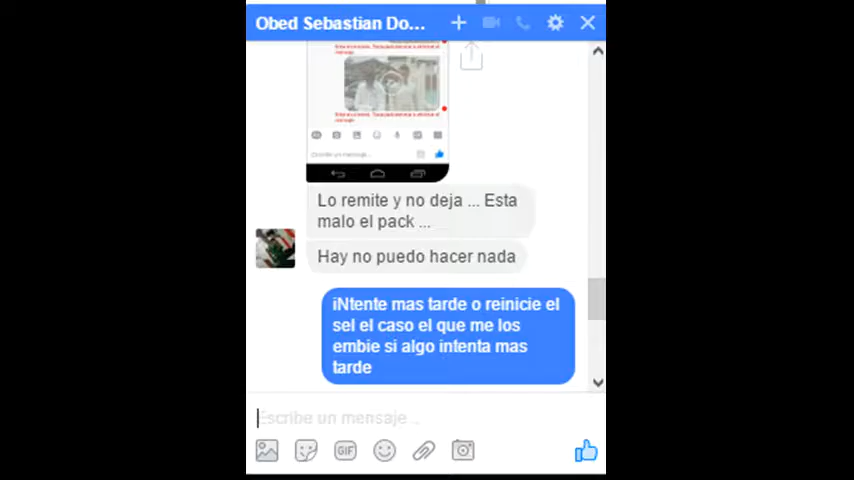 Obed Sebastian Do...
Lo remite y no deja ... Esta
malo el pack ...
Hay no puedo hacer nada
iNtente mas tarde o reinicie el
sel el caso el que me los
embie si algo intenta mas
tarde
Escribe un mensaje...
GIF